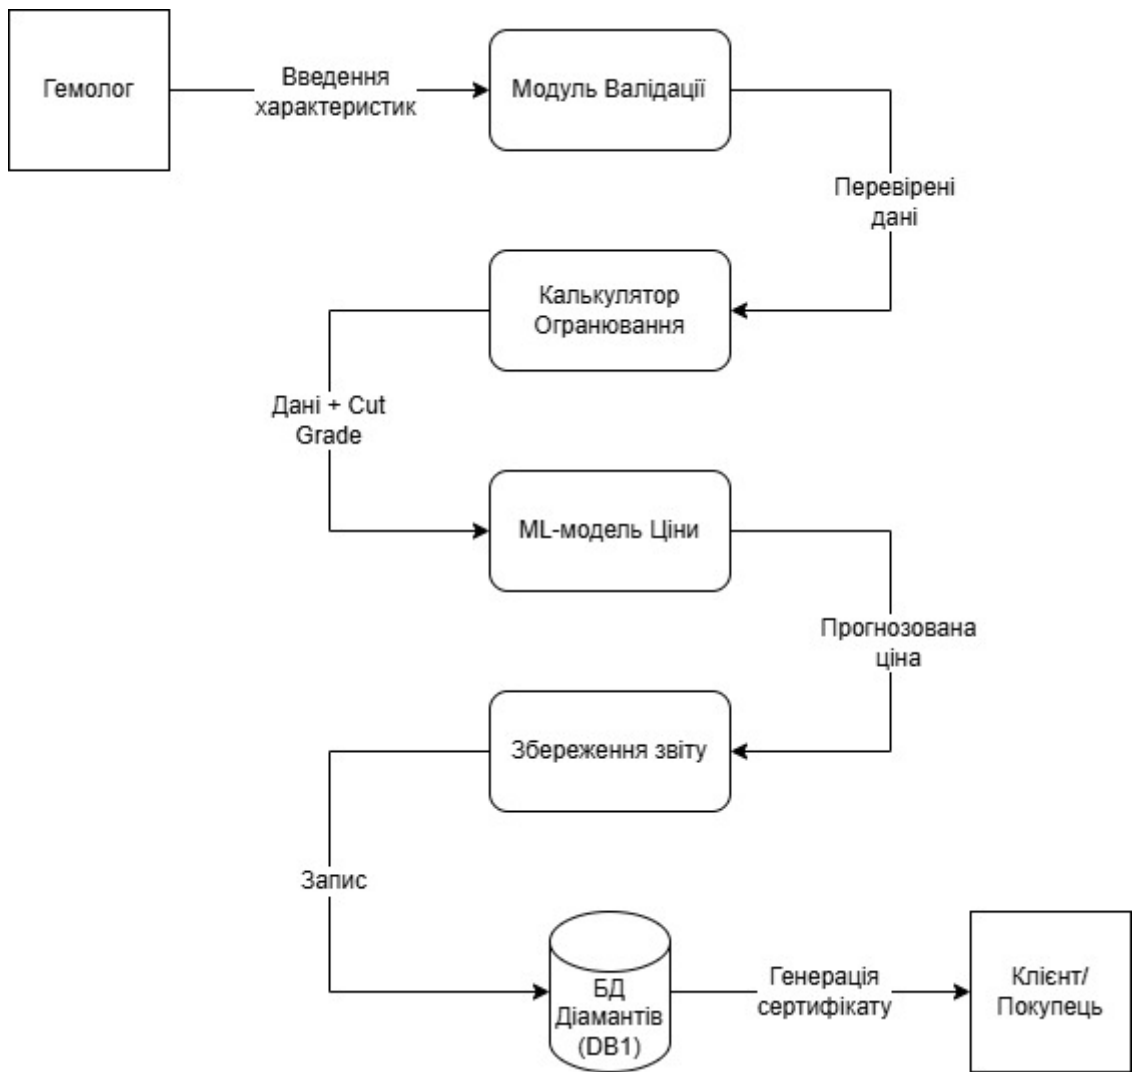 Гемолог
Введення
характеристик
Модуль Валідації
Перевірені
дані
Калькулятор
Огранювання
Дані + Cut
Grade
ML-модель Ціни
Прогнозована
ціна
Збереження звіту
Запис
БД
Діамантів
(DB1)
Генерація
сертифікату
Клієнт/
Покупець